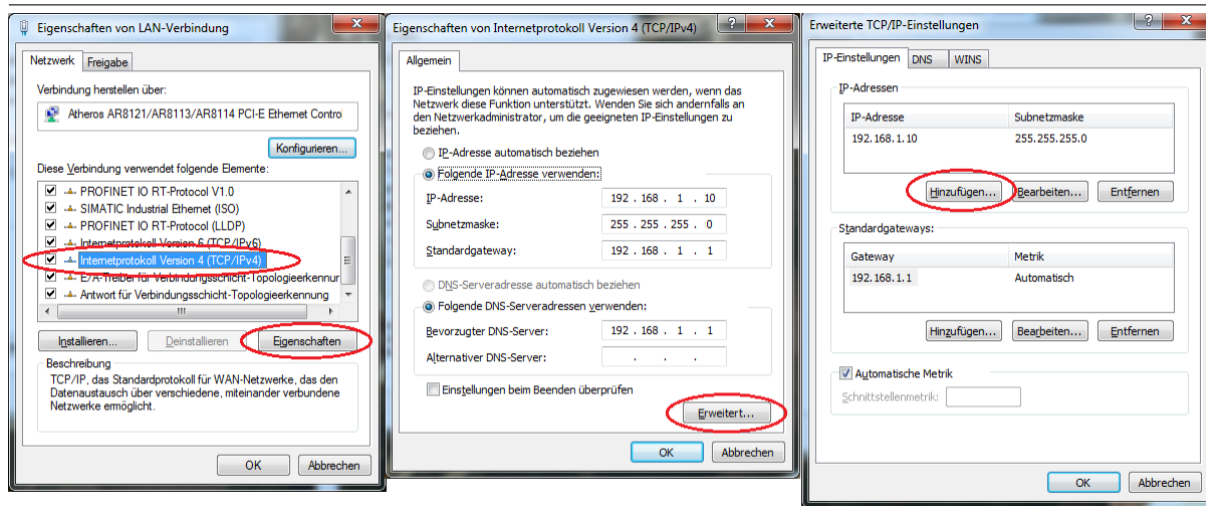 Eigenschaften von LAN-Verbindung
Netzwerk Freigabe
Verbindung herstellen über:
Atheros AR8121/AR8113/AR8114 PCI-E Ethernet Contro
Konfigurieren...
Diese Verbindung verwendet folgende Elemente:
PROFINET IO RT-Protocol V1.0
SIMATIC Industrial Ethernet (ISO)
PROFINET IO RT-Protocol (LLDP)
Internetprotokoll Version 6 (TCP/IPv6)
Internetprotokoll Version 4 (TCP/IPv4)
E/A-Treiber für Verbindungsschicht-Topologieerkennur
Antwort für Verbindungsschicht-Topologieerkennung
Installieren... Deinstallieren Eigenschaften
Beschreibung
TCP/IP, das Standardprotokoll für WAN-Netzwerke, das den
Datenaustausch über verschiedene, miteinander verbundene
Netzwerke ermöglicht.
OK Abbrechen
Eigenschaften von Internetprotokoll Version 4 (TCP/IPv4)
Allgemein
IP-Einstellungen können automatisch zugewiesen werden, wenn das
Netzwerk diese Funktion unterstützt. Wenden Sie sich andernfalls an
den Netzwerkadministrator, um die geeigneten IP-Einstellungen zu
beziehen.
IP-Adresse automatisch beziehen
Folgende IP-Adresse verwenden:
IP-Adresse: 192 . 168 . 1 . 10
Subnetzmaske: 255 . 255 . 255 . 0
Standardgateway: 192 . 168 . 1 . 1
DNS-Serveradresse automatisch beziehen
Folgende DNS-Serveradressen verwenden:
Bevorzugter DNS-Server: 192 . 168 . 1 . 1
Alternativer DNS-Server: . . .
Einstellungen beim Beenden überprüfen
Erweitert...
OK Abbrechen
Erweiterte TCP/IP-Einstellungen
IP-Einstellungen DNS WINS
IP-Adressen
IP-Adresse Subnetzmaske
192.168.1.10 255.255.255.0
Hinzufügen... Bearbeiten... Entfernen
Standardgateways:
Gateway Metrik
192.168.1.1 Automatisch
Hinzufügen... Bearbeiten... Entfernen
Automatische Metrik
Schnittstellenmetrik:
OK Abbrechen